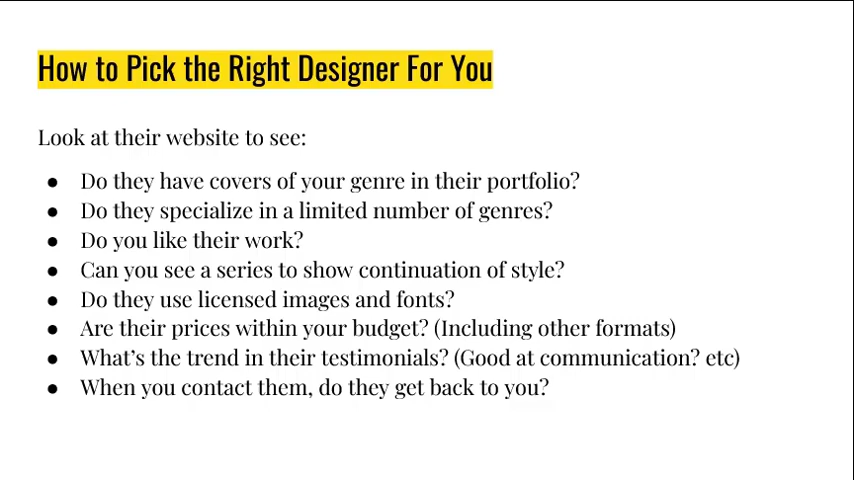 How to Pick the Right Designer For You
Look at their website to see:
● Do they have covers of your genre in their portfolio?
● Do they specialize in a limited number of genres?
● Do you like their work?
● Can you see a series to show continuation of style?
● Do they use licensed images and fonts?
● Are their prices within your budget? (Including other formats)
● What’s the trend in their testimonials? (Good at communication? etc)
● When you contact them, do they get back to you?